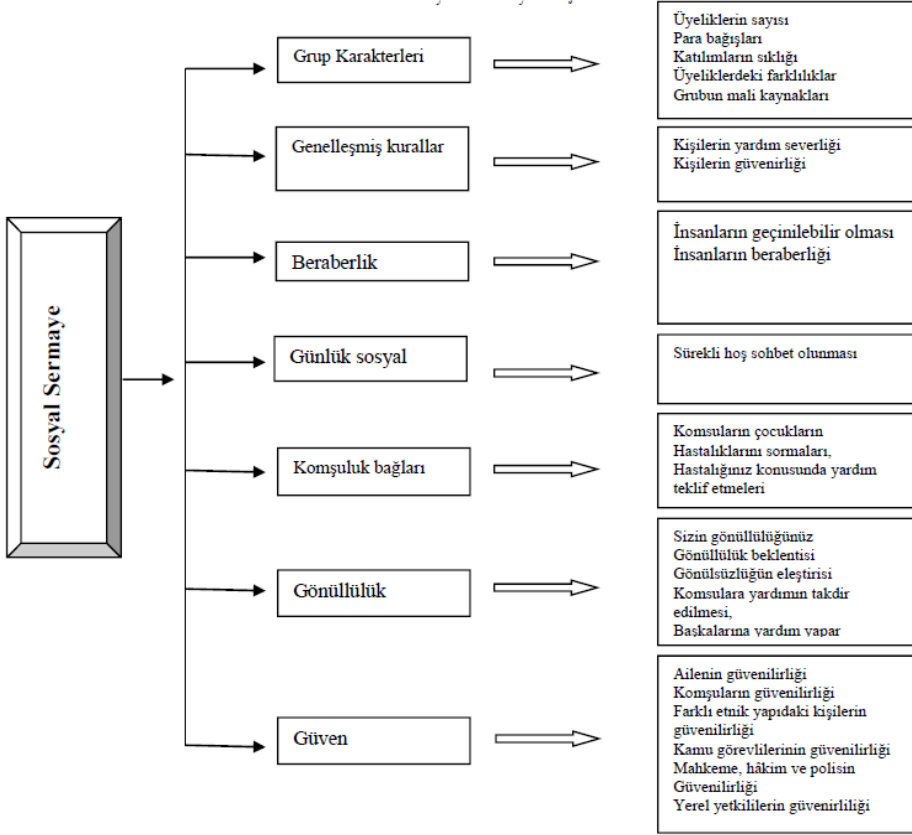 Sosyal Sermaye
Grup Karakterleri
Üyeliklerin sayısı
Para bağışları
Katılımların sıklığı
Üyeliklerdeki farklılıklar
Grubun mali kaynakları
Genelleşmiş kurallar
Kişilerin yardım severliği
Kişilerin güvenirliği
Beraberlik
İnsanların geçinilebilir olması
İnsanların beraberliği
Günlük sosyal
Sürekli hoş sohbet olunması
Komşuluk bağları
Komsuların çocukların
Hastalıklarını sormaları,
Hastalığınız konusunda yardım
teklif etmeleri
Gönüllülük
Sizin gönüllülüğünüz
Gönüllülük beklentisi
Gönülsüzlüğün eleştirisi
Komsulara yardımın takdir
edilmesi,
Başkalarına yardım yapar
Güven
Ailenin güvenilirliği
Komşuların güvenilirliği
Farklı etnik yapıdaki kişilerin
güvenilirliği
Kamu görevlilerinin güvenilirliği
Mahkeme, hâkim ve polisin
Güvenilirliği
Yerel yetkililerin güvenirliliği